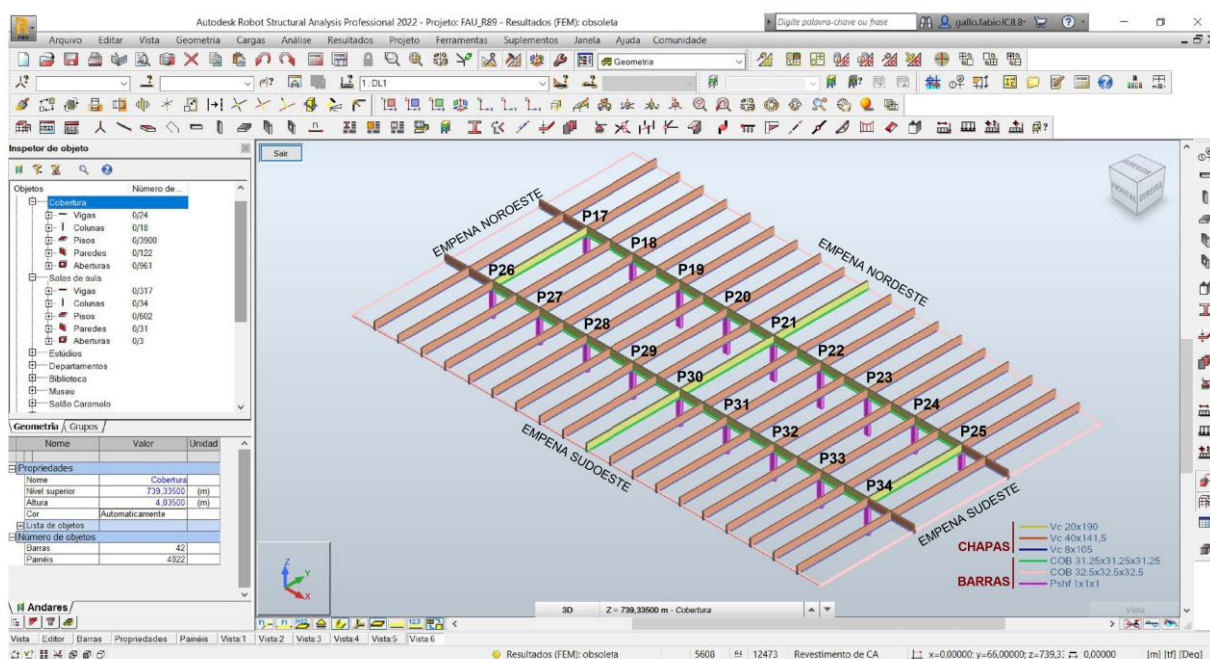 Autodesk Robot Structural Analysis Professional 2022 - Projeto: FAU_R89 - Resultados (FEM): obsoleta
Digite palavra-chave ou frase
gallo.fabioJCJL8
Arquivo Editar Vista Geometria Cargas Análise Resultados Projeto Ferramentas Suplementos Janela Ajuda Comunidade
Geometria
1: DL1
Inspetor de objeto
Objetos Número de ...
Cobertura
Vigas 0/24
Colunas 0/18
Pisos 0/3900
Paredes 0/122
Aberturas 0/961
Salas de aula
Vigas 0/317
Colunas 0/34
Pisos 0/602
Paredes 0/31
Aberturas 0/3
Estúdios
Departamentos
Biblioteca
Museu
Salão Caramelo
Geometria Grupos
Nome Valor Unidad
Propriedades
Nome Cobertura
Nível superior 739,33500 (m)
Altura 4,03500 (m)
Cor Automaticamente
Lista de objetos
Número de objetos
Barras 42
Painéis 4022
Andares
Sair
SUPERIOR
FRONTAL
DIREITA
EMPENA NOROESTE
EMPENA NORDESTE
P17
P18
P19
P20
P21
P22
P23
P24
P25
P26
P27
P28
P29
P30
P31
P32
P33
P34
EMPENA SUDOESTE
EMPENA SUDESTE
CHAPAS
Vc 20x190
Vc 40x141,5
Vc 8x105
BARRAS
COB 31.25x31.25x31.25
COB 32.5x32.5x32.5
Pshf 1x1x1
Z
Y
X
3D Z = 739,33500 m - Cobertura
Vista
Vista Editor Barras Propriedades Painéis Vista:1 Vista:2 Vista:3 Vista:4 Vista:5 Vista:6
Resultados (FEM): obsoleta 5608 12473 Revestimento de CA x=0,00000; y=66,00000; z=739,3 0,00000 [m] [tf] [Deg]